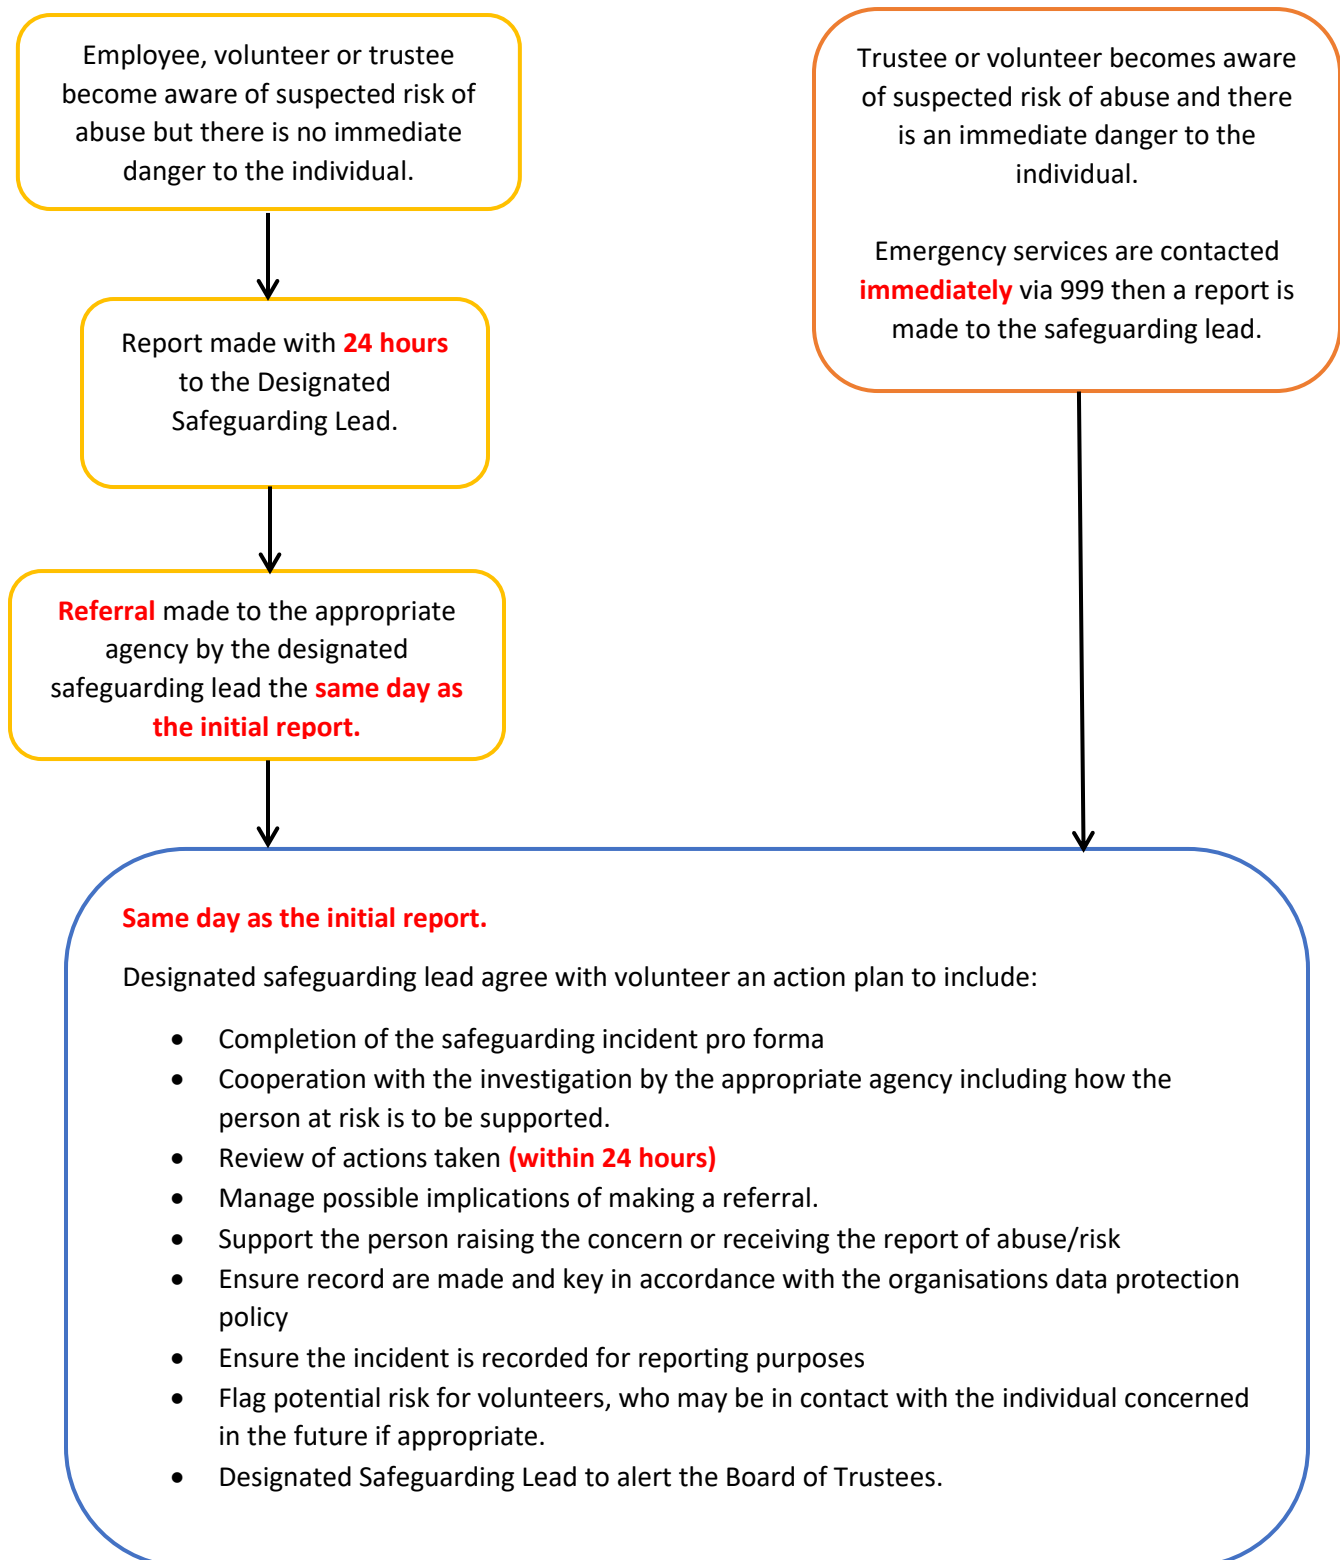 Employee, volunteer or trustee
become aware of suspected risk of
abuse but there is no immediate
danger to the individual.
Report made with 24 hours
to the Designated
Safeguarding Lead.
Referral made to the appropriate
agency by the designated
safeguarding lead the same day as
the initial report.
Trustee or volunteer becomes aware
of suspected risk of abuse and there
is an immediate danger to the
individual.
Emergency services are contacted
immediately via 999 then a report is
made to the safeguarding lead.
Same day as the initial report.
Designated safeguarding lead agree with volunteer an action plan to include:
• Completion of the safeguarding incident pro forma
• Cooperation with the investigation by the appropriate agency including how the
person at risk is to be supported.
• Review of actions taken (within 24 hours)
• Manage possible implications of making a referral.
• Support the person raising the concern or receiving the report of abuse/risk
• Ensure record are made and key in accordance with the organisations data protection
policy
• Ensure the incident is recorded for reporting purposes
• Flag potential risk for volunteers, who may be in contact with the individual concerned
in the future if appropriate.
• Designated Safeguarding Lead to alert the Board of Trustees.